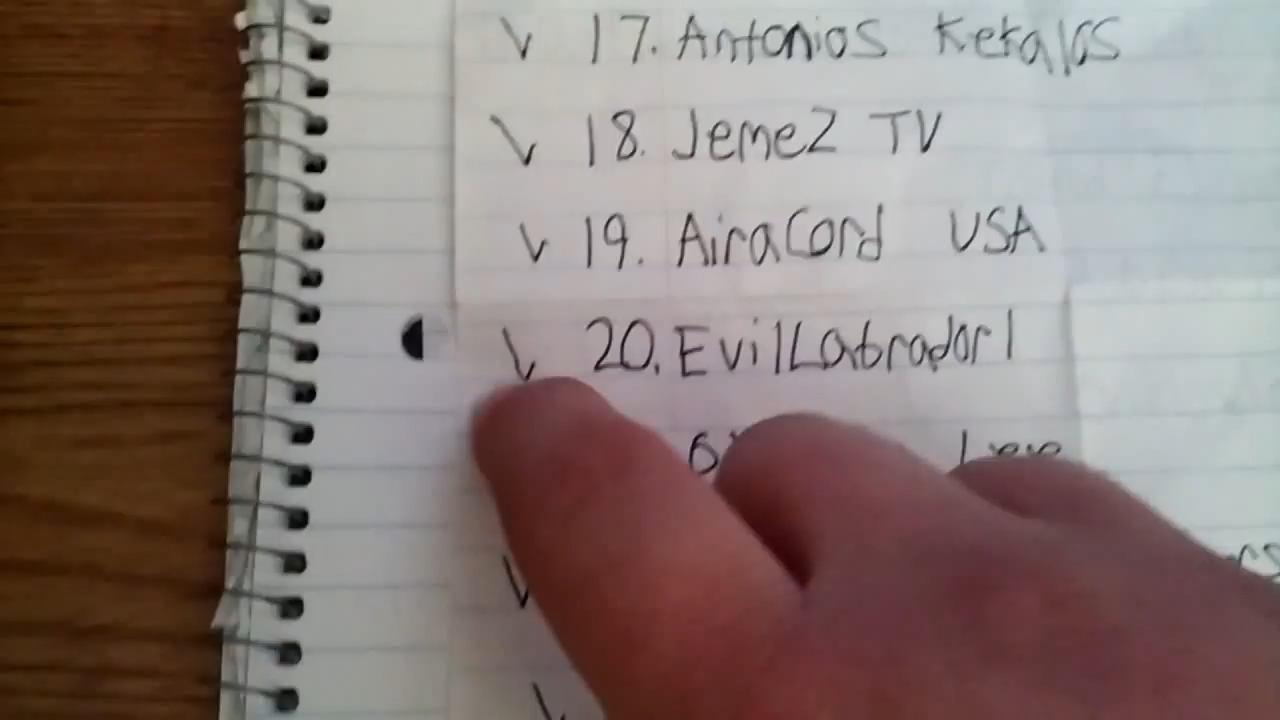 V 17. Antonios Kekalos
V 18. Jemez TV
V 19. AiraCord USA
V 20. EvilLabrador1
V
V